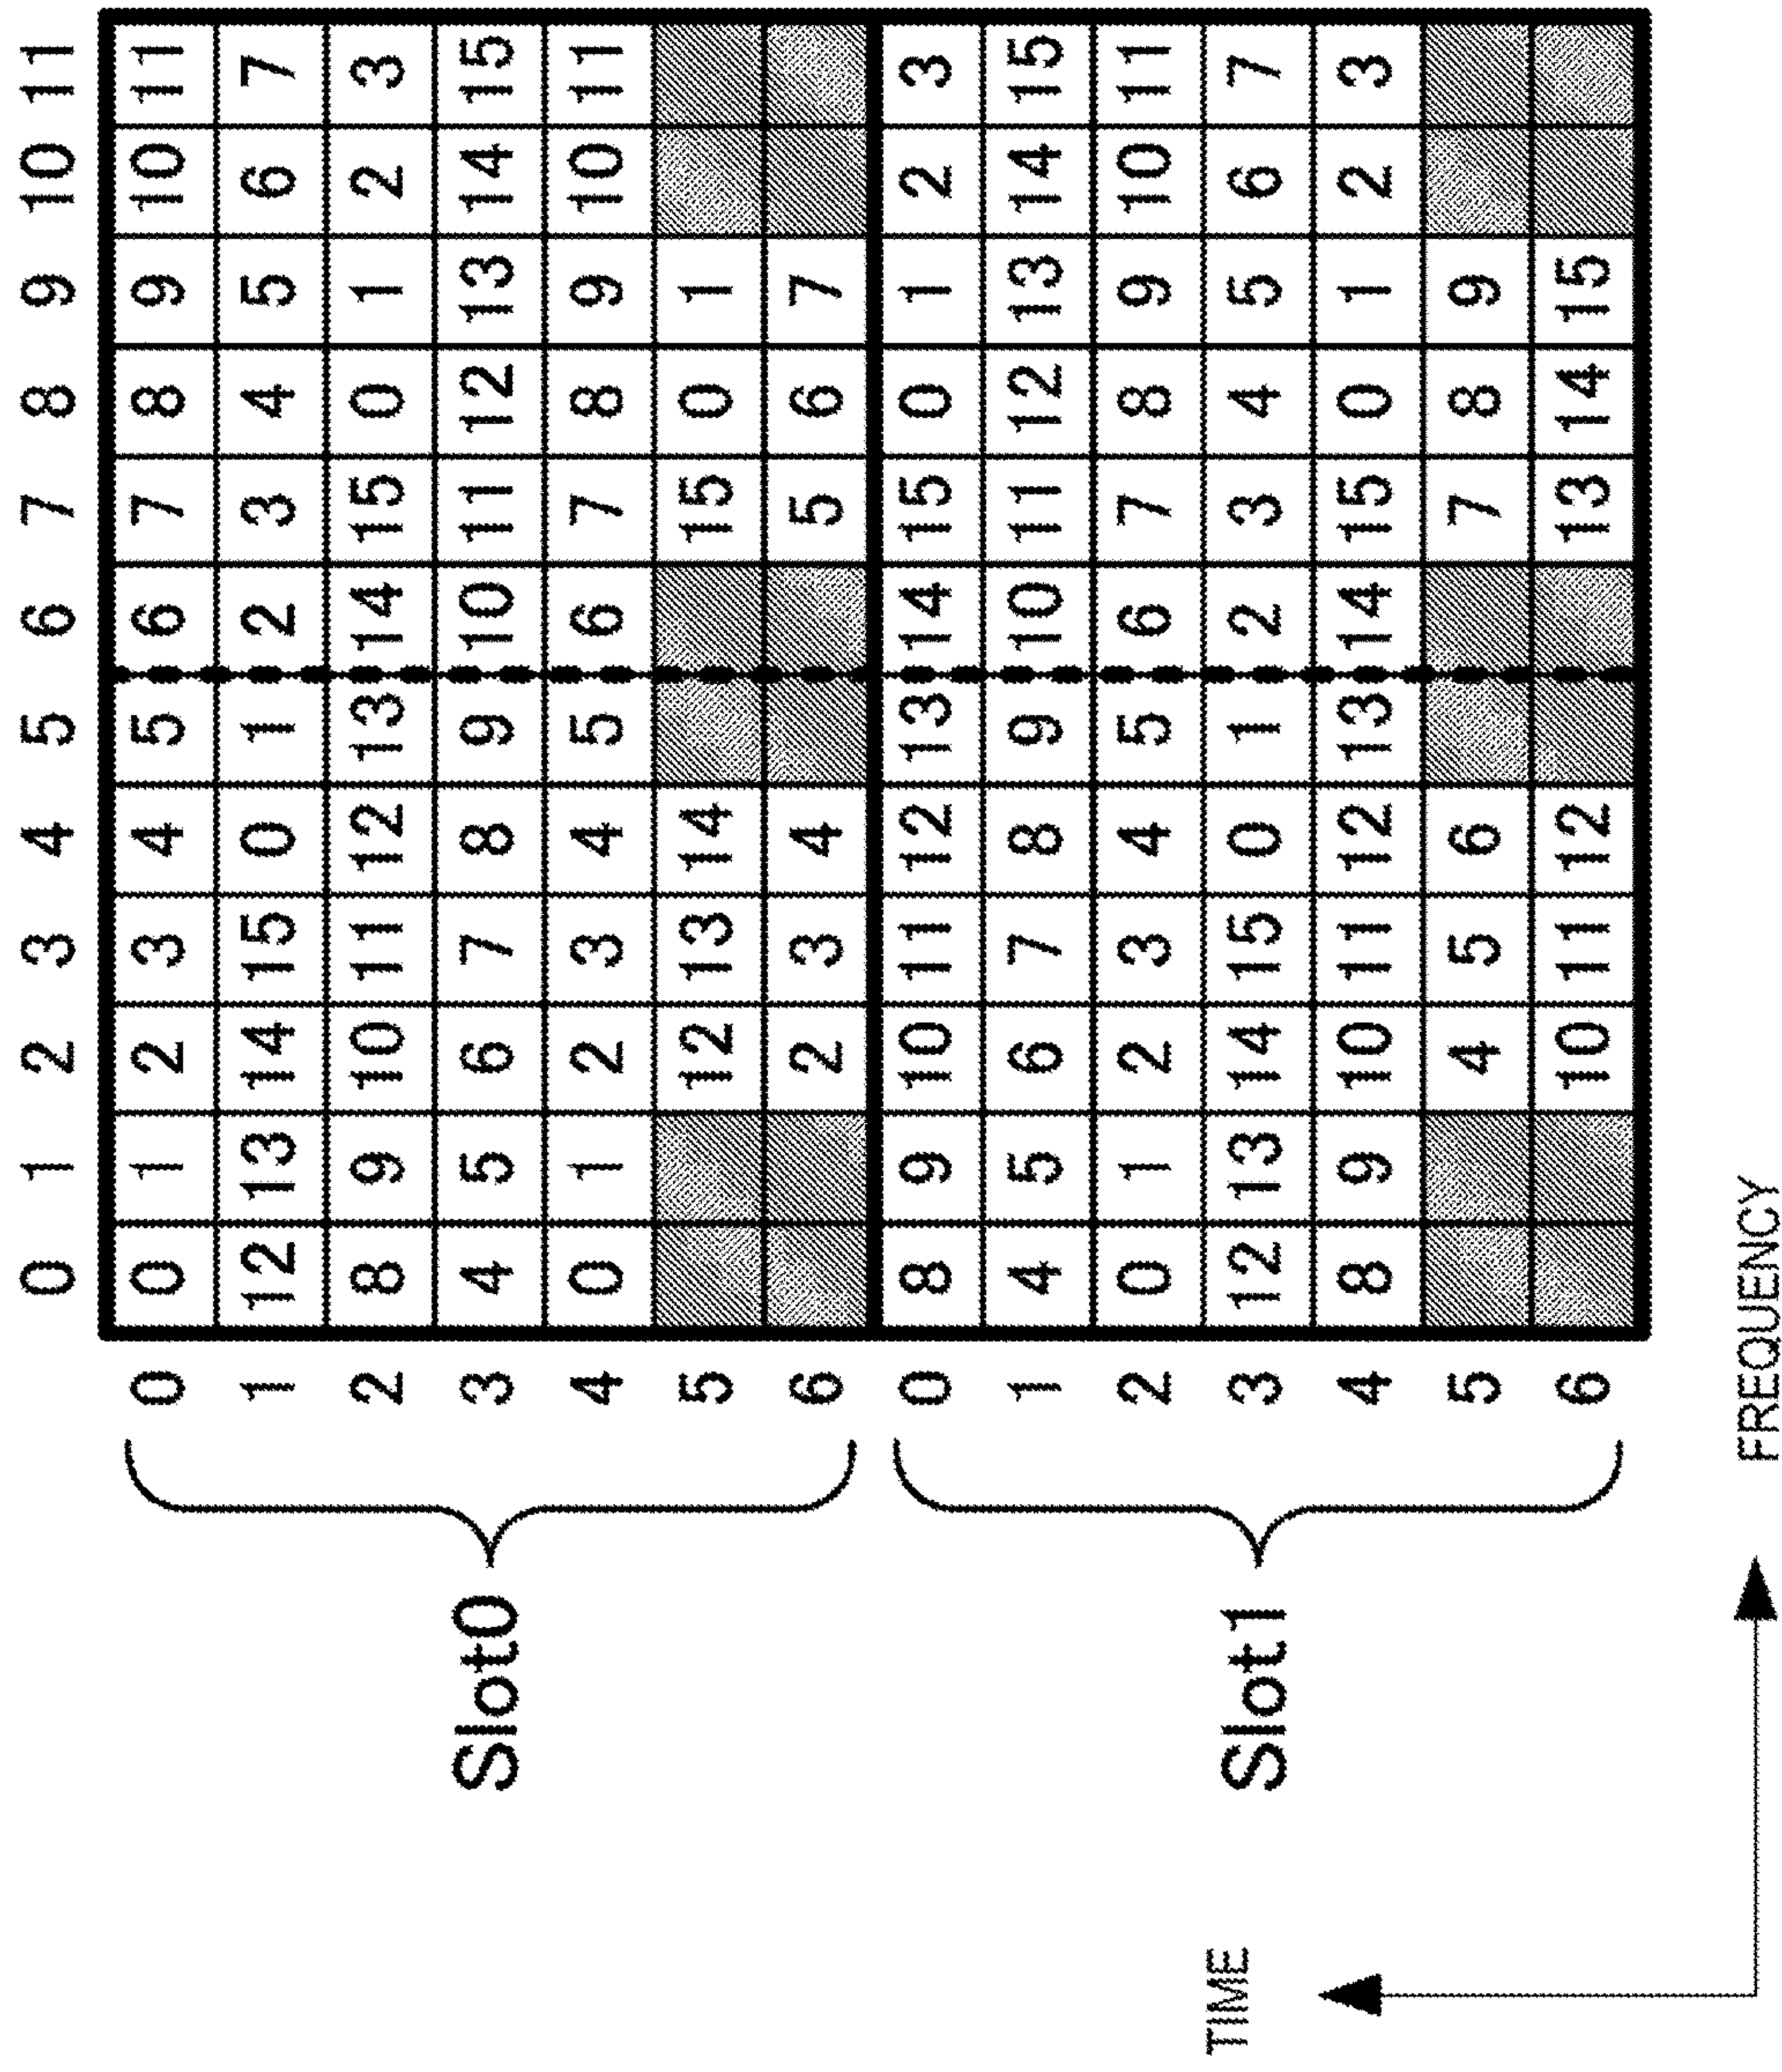 0 1 2 3 4 5 6 7 8 9 10 11
0 0 1 2 3 4 5 6 7 8 9 10 11
1 12 13 14 15 0 1 2 3 4 5 6 7
2 8 9 10 11 12 13 14 15 0 1 2 3
Slot0 3 4 5 6 7 8 9 10 11 12 13 14 15
4 0 1 2 3 4 5 6 7 8 9 10 11
5 12 13 14 15 0 1
6 2 3 4 5 6 7
0 8 9 10 11 12 13 14 15 0 1 2 3
1 4 5 6 7 8 9 10 11 12 13 14 15
2 0 1 2 3 4 5 6 7 8 9 10 11
Slot1 3 12 13 14 15 0 1 2 3 4 5 6 7
4 8 9 10 11 12 13 14 15 0 1 2 3
5 4 5 6 7 8 9
6 10 11 12 13 14 15
TIME
FREQUENCY